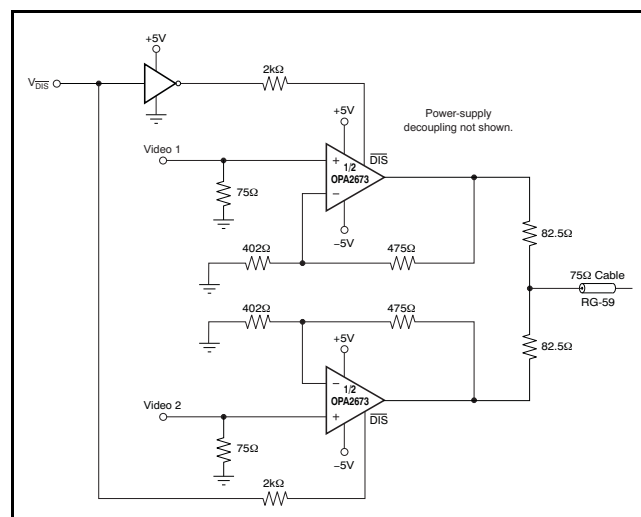 +5V
V DIS
2kΩ
+5V
Power-supply
decoupling not shown.
Video 1
+
DIS
1/2
OPA2673
−
75Ω
−5V
82.5Ω
402Ω
475Ω
75Ω Cable
RG-59
402Ω
475Ω
82.5Ω
+5V
−
1/2
OPA2673
+
DIS
Video 2
75Ω
−5V
2kΩ